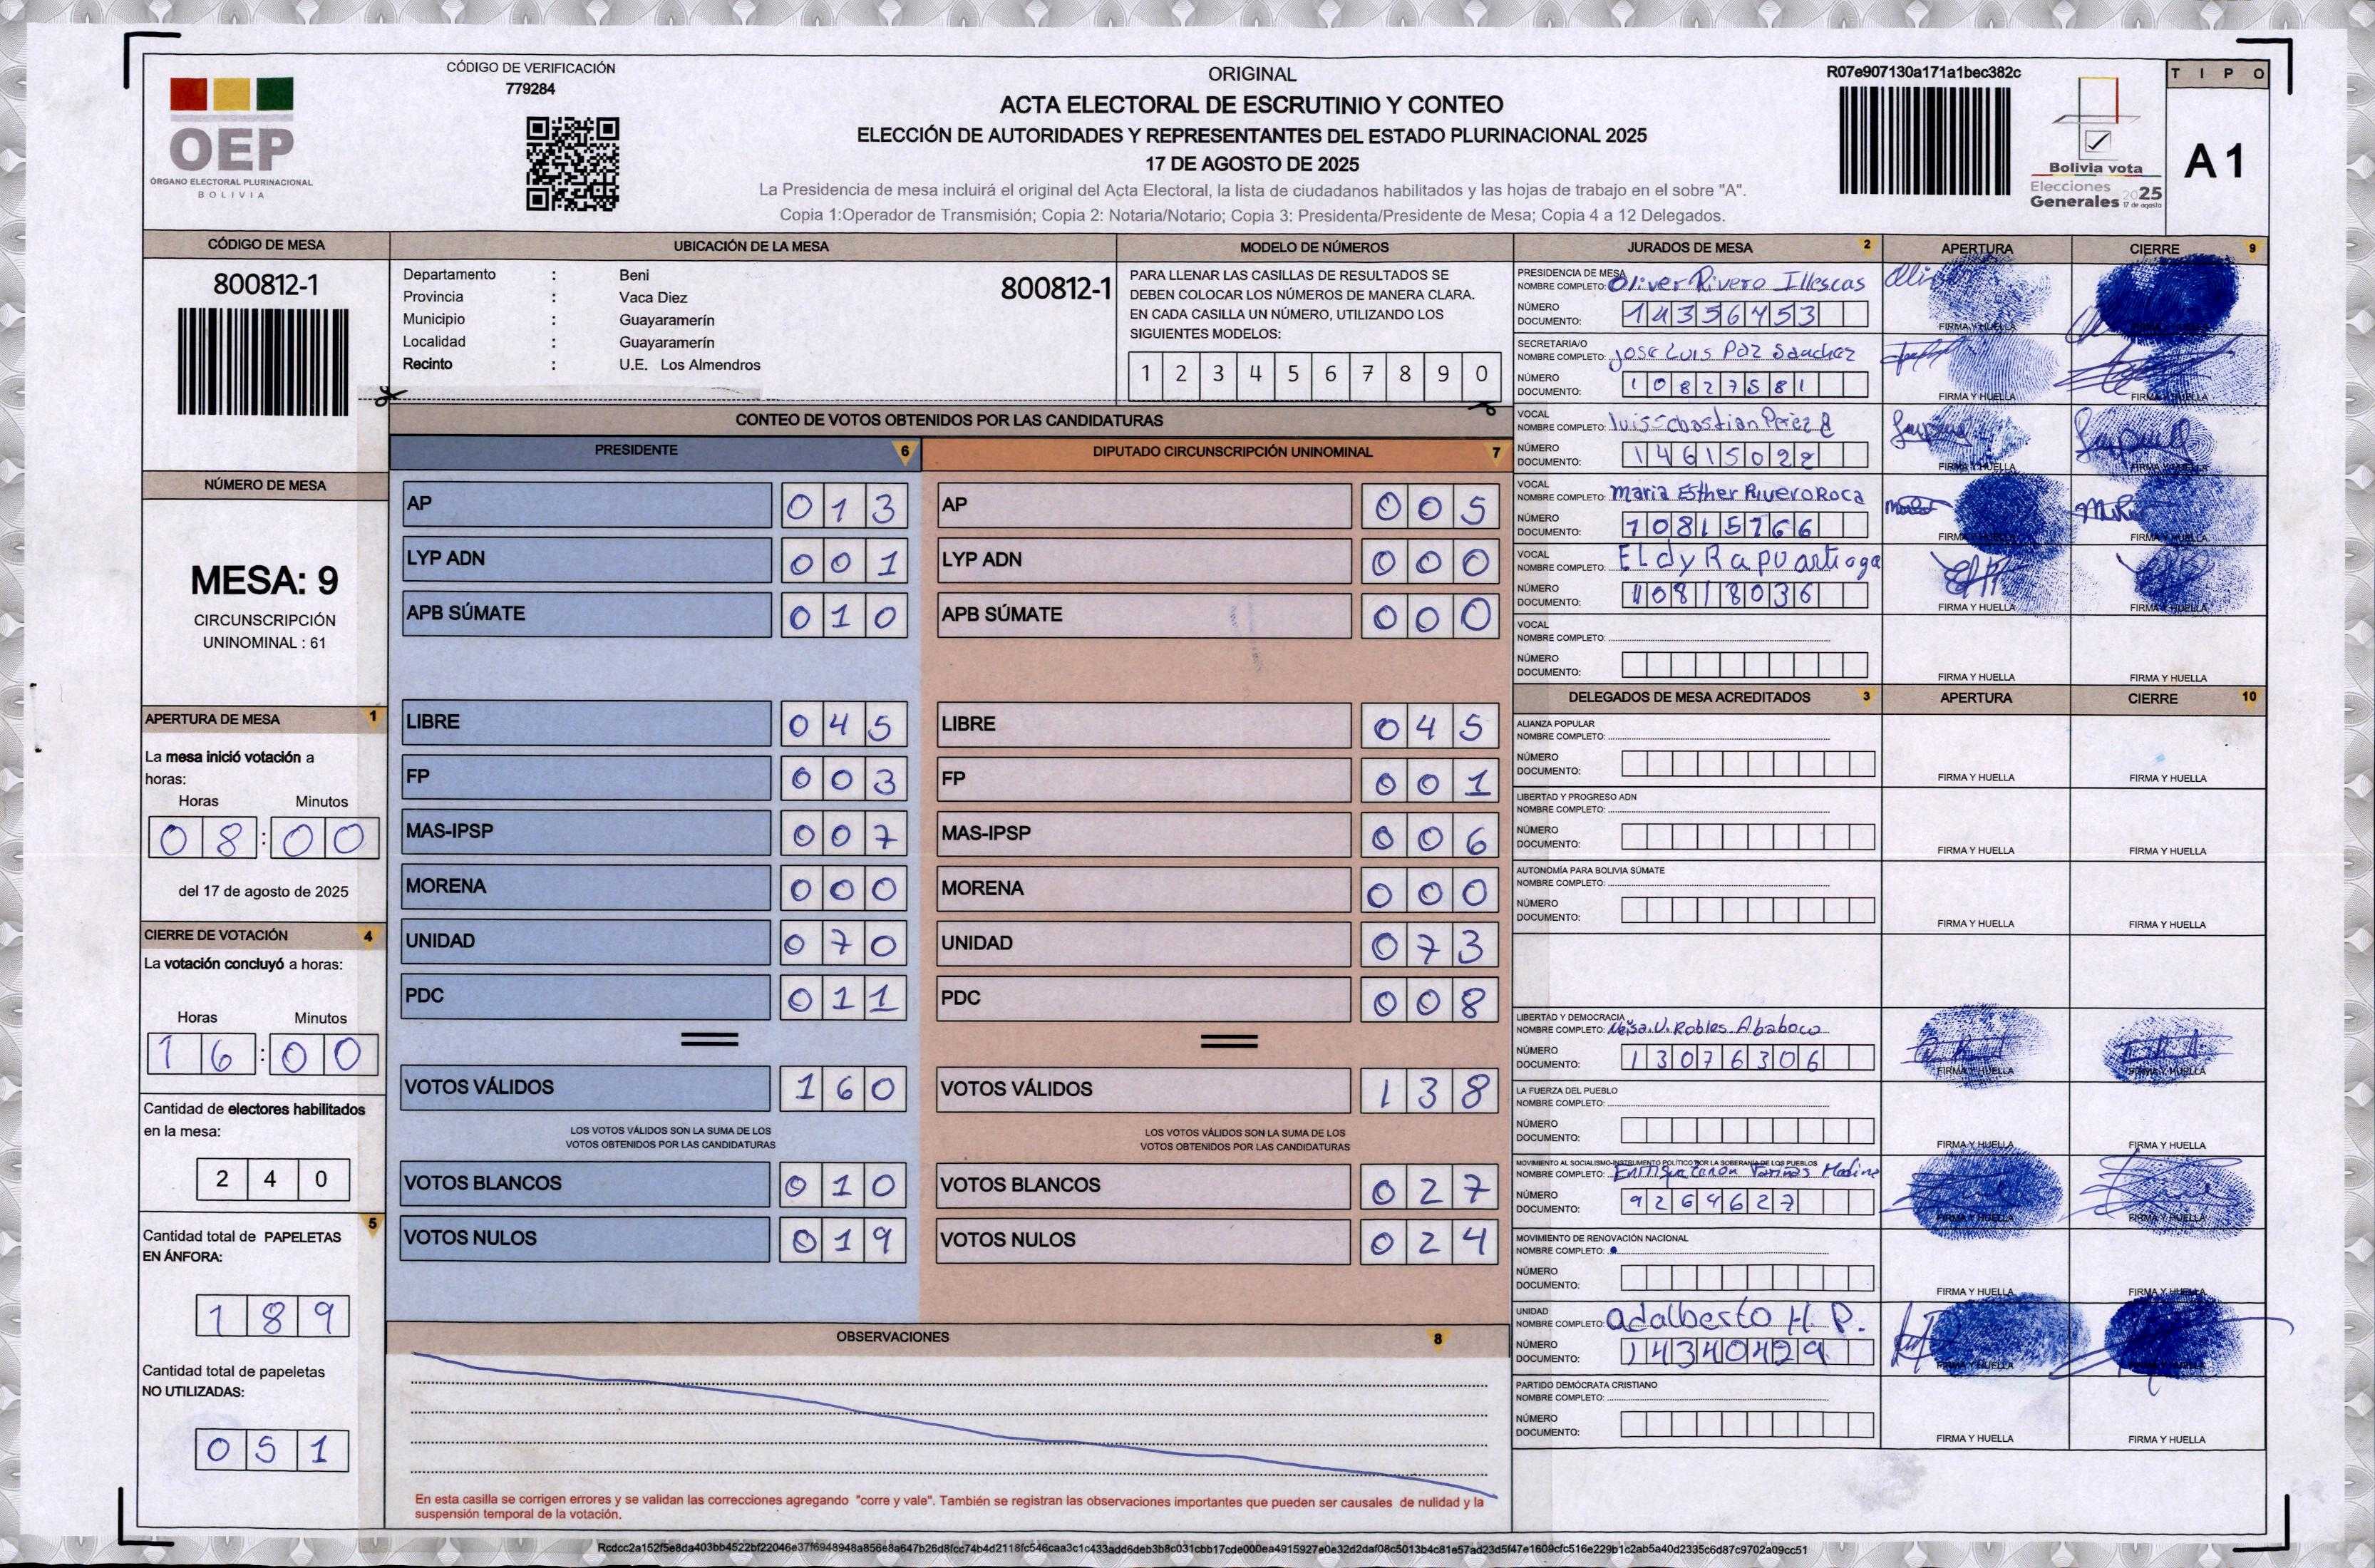 CÓDIGO DE VERIFICACIÓN
779284
OEP
ÓRGANO ELECTORAL PLURINACIONAL
BOLIVIA
ORIGINAL
ACTA ELECTORAL DE ESCRUTINIO Y CONTEO
ELECCIÓN DE AUTORIDADES Y REPRESENTANTES DEL ESTADO PLURINACIONAL 2025
17 DE AGOSTO DE 2025
La Presidencia de mesa incluirá el original del Acta Electoral, la lista de ciudadanos habilitados y las hojas de trabajo en el sobre "A".
Copia 1:Operador de Transmisión; Copia 2: Notaria/Notario; Copia 3: Presidenta/Presidente de Mesa; Copia 4 a 12 Delegados.
R07e907130a171a1bec382c
Bolivia vota
Elecciones 2025
Generales 17 de agosto
TIPO
A 1
CÓDIGO DE MESA
800812-1
UBICACIÓN DE LA MESA
Departamento : Beni
Provincia : Vaca Diez
Municipio : Guayaramerín
Localidad : Guayaramerín
Recinto : U.E. Los Almendros
800812-1
MODELO DE NÚMEROS
PARA LLENAR LAS CASILLAS DE RESULTADOS SE
DEBEN COLOCAR LOS NÚMEROS DE MANERA CLARA.
EN CADA CASILLA UN NÚMERO, UTILIZANDO LOS
SIGUIENTES MODELOS:
1 2 3 4 5 6 7 8 9 0
NÚMERO DE MESA
MESA: 9
CIRCUNSCRIPCIÓN
UNINOMINAL : 61
APERTURA DE MESA 1
La mesa inició votación a
horas:
Horas Minutos
08:00
del 17 de agosto de 2025
CIERRE DE VOTACIÓN 4
La votación concluyó a horas:
Horas Minutos
16:00
Cantidad de electores habilitados
en la mesa:
240
5
Cantidad total de PAPELETAS
EN ÁNFORA:
189
Cantidad total de papeletas
NO UTILIZADAS:
051
CONTEO DE VOTOS OBTENIDOS POR LAS CANDIDATURAS
PRESIDENTE 6
AP 013
LYP ADN 001
APB SÚMATE 010
LIBRE 045
FP 003
MAS-IPSP 007
MORENA 000
UNIDAD 070
PDC 011
VOTOS VÁLIDOS 160
LOS VOTOS VÁLIDOS SON LA SUMA DE LOS
VOTOS OBTENIDOS POR LAS CANDIDATURAS
VOTOS BLANCOS 010
VOTOS NULOS 019
DIPUTADO CIRCUNSCRIPCIÓN UNINOMINAL 7
AP 005
LYP ADN 000
APB SÚMATE 000
LIBRE 045
FP 001
MAS-IPSP 006
MORENA 000
UNIDAD 073
PDC 008
VOTOS VÁLIDOS 138
LOS VOTOS VÁLIDOS SON LA SUMA DE LOS
VOTOS OBTENIDOS POR LAS CANDIDATURAS
VOTOS BLANCOS 027
VOTOS NULOS 024
OBSERVACIONES 8
En esta casilla se corrigen errores y se validan las correcciones agregando "corre y vale". También se registran las observaciones importantes que pueden ser causales de nulidad y la
suspensión temporal de la votación.
JURADOS DE MESA 2 APERTURA CIERRE 9
PRESIDENCIA DE MESA
NOMBRE COMPLETO: Oliver Rivero Illescas
NÚMERO
DOCUMENTO: 14356453
FIRMA Y HUELLA
SECRETARIA/O
NOMBRE COMPLETO: Jose Luis Paz Sanchez
NÚMERO
DOCUMENTO: 10827581
FIRMA Y HUELLA FIRMA Y HUELLA
VOCAL
NOMBRE COMPLETO: luis Sebastian Perez
NÚMERO
DOCUMENTO: 14615022
FIRMA Y HUELLA FIRMA Y HUELLA
VOCAL
NOMBRE COMPLETO: Maria Esther Rivero Roca
NÚMERO
DOCUMENTO: 10815766
FIRMA Y HUELLA FIRMA Y HUELLA
VOCAL
NOMBRE COMPLETO: Eldy Rapu artiaga
NÚMERO
DOCUMENTO: 10818036
FIRMA Y HUELLA FIRMA Y HUELLA
VOCAL
NOMBRE COMPLETO:
NÚMERO
DOCUMENTO:
FIRMA Y HUELLA FIRMA Y HUELLA
DELEGADOS DE MESA ACREDITADOS 3 APERTURA CIERRE 10
ALIANZA POPULAR
NOMBRE COMPLETO:
NÚMERO
DOCUMENTO:
FIRMA Y HUELLA FIRMA Y HUELLA
LIBERTAD Y PROGRESO ADN
NOMBRE COMPLETO:
NÚMERO
DOCUMENTO:
FIRMA Y HUELLA FIRMA Y HUELLA
AUTONOMÍA PARA BOLIVIA SÚMATE
NOMBRE COMPLETO:
NÚMERO
DOCUMENTO:
FIRMA Y HUELLA FIRMA Y HUELLA
LIBERTAD Y DEMOCRACIA
NOMBRE COMPLETO: Neisa V. Robles Ababoco
NÚMERO
DOCUMENTO: 13076306
FIRMA Y HUELLA FIRMA Y HUELLA
LA FUERZA DEL PUEBLO
NOMBRE COMPLETO:
NÚMERO
DOCUMENTO:
FIRMA Y HUELLA FIRMA Y HUELLA
MOVIMIENTO AL SOCIALISMO-INSTRUMENTO POLÍTICO POR LA SOBERANÍA DE LOS PUEBLOS
NOMBRE COMPLETO:
NÚMERO
DOCUMENTO: 9264627
FIRMA Y HUELLA FIRMA Y HUELLA
MOVIMIENTO DE RENOVACIÓN NACIONAL
NOMBRE COMPLETO:
NÚMERO
DOCUMENTO:
FIRMA Y HUELLA FIRMA Y HUELLA
UNIDAD
NOMBRE COMPLETO: adalberto H. P.
NÚMERO
DOCUMENTO: 14340429
FIRMA Y HUELLA FIRMA Y HUELLA
PARTIDO DEMÓCRATA CRISTIANO
NOMBRE COMPLETO:
NÚMERO
DOCUMENTO:
FIRMA Y HUELLA FIRMA Y HUELLA